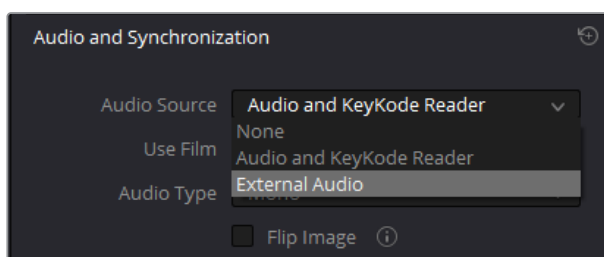 Audio and Synchronization
Audio Source Audio and KeyKode Reader
None
Use Film
Audio and KeyKode Reader
External Audio
Audio Type
Flip Image